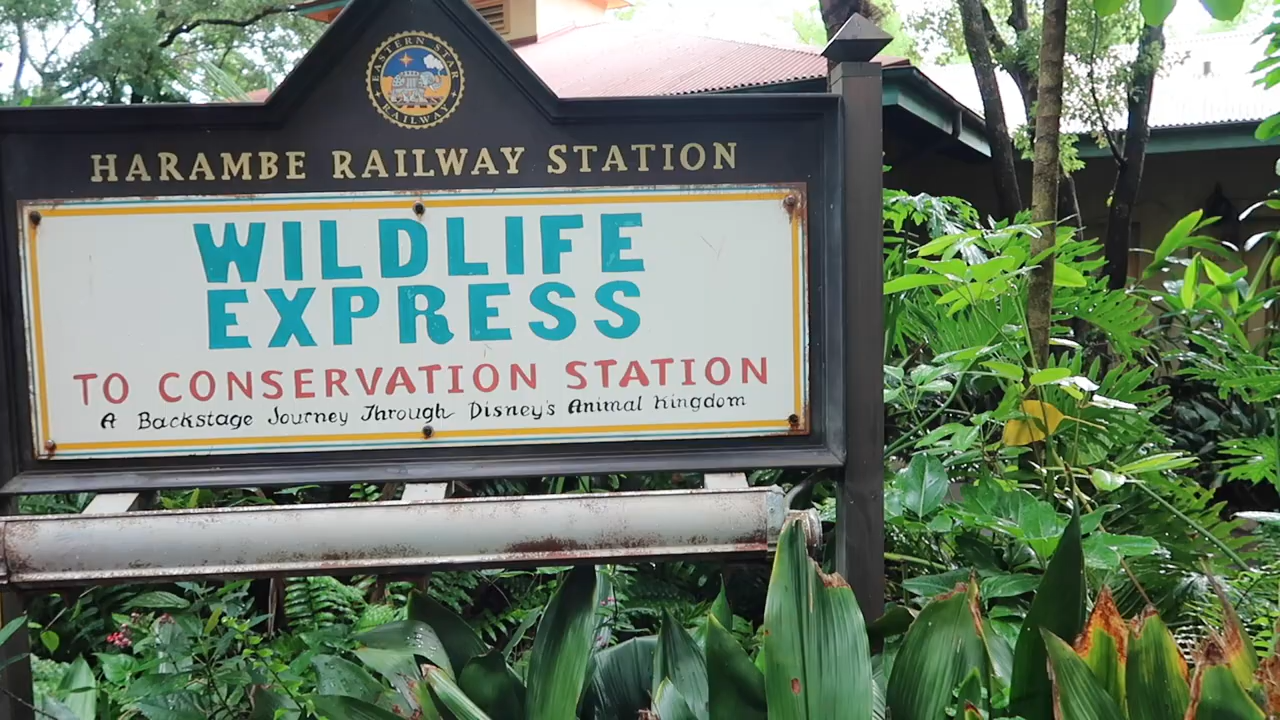 EASTERN STAR
RAILWAY
HARAMBE RAILWAY STATION
WILDLIFE
EXPRESS
TO CONSERVATION STATION
A Backstage Journey Through Disney's Animal Kingdom